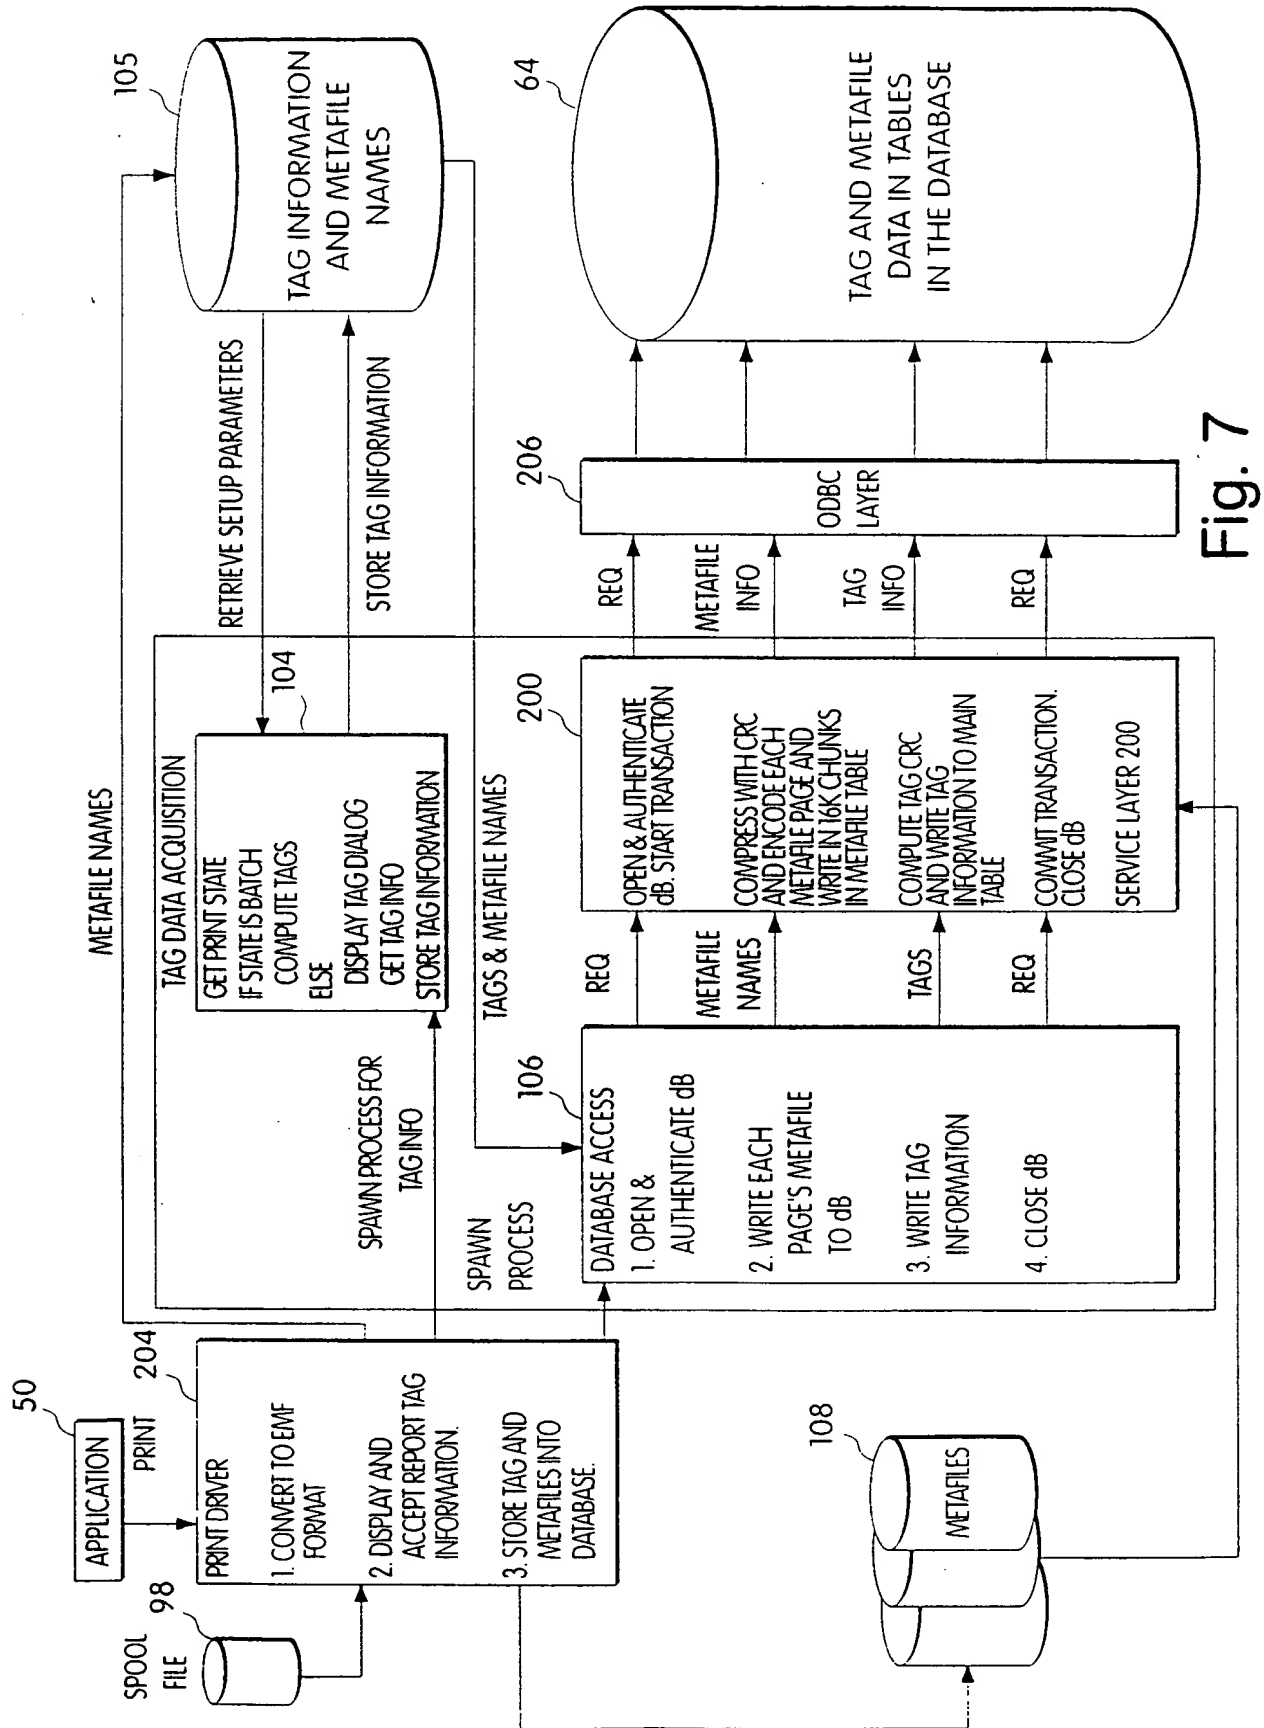 50
APPLICATION
PRINT
SPOOL
FILE
98
204
PRINT DRIVER
1. CONVERT TO EMF
FORMAT
2. DISPLAY AND
ACCEPT REPORT TAG
INFORMATION.
3. STORE TAG AND
METAFILES INTO
DATABASE.
108
METAFILES
METAFILE NAMES
SPAWN PROCESS FOR
TAG INFO
SPAWN
PROCESS
TAG DATA ACQUISITION
104
GET PRINT STATE
IF STATE IS BATCH
COMPUTE TAGS
ELSE
DISPLAY TAG DIALOG
GET TAG INFO
STORE TAG INFORMATION
RETRIEVE SETUP PARAMETERS
STORE TAG INFORMATION
105
TAG INFORMATION
AND METAFILE
NAMES
TAGS & METAFILE NAMES
106
DATABASE ACCESS
1. OPEN &
AUTHENTICATE dB
2. WRITE EACH
PAGE'S METAFILE
TO dB
3. WRITE TAG
INFORMATION
4. CLOSE dB
REQ
METAFILE
NAMES
TAGS
REQ
200
OPEN & AUTHENTICATE
dB. START TRANSACTION
COMPRESS WITH CRC
AND ENCODE EACH
METAFILE PAGE AND
WRITE IN 16K CHUNKS
IN METAFILE TABLE
COMPUTE TAG CRC
AND WRITE TAG
INFORMATION TO MAIN
TABLE
COMMIT TRANSACTION.
CLOSE dB
SERVICE LAYER 200
REQ
METAFILE
INFO
TAG
INFO
REQ
206
ODBC
LAYER
64
TAG AND METAFILE
DATA IN TABLES
IN THE DATABASE
Fig. 7